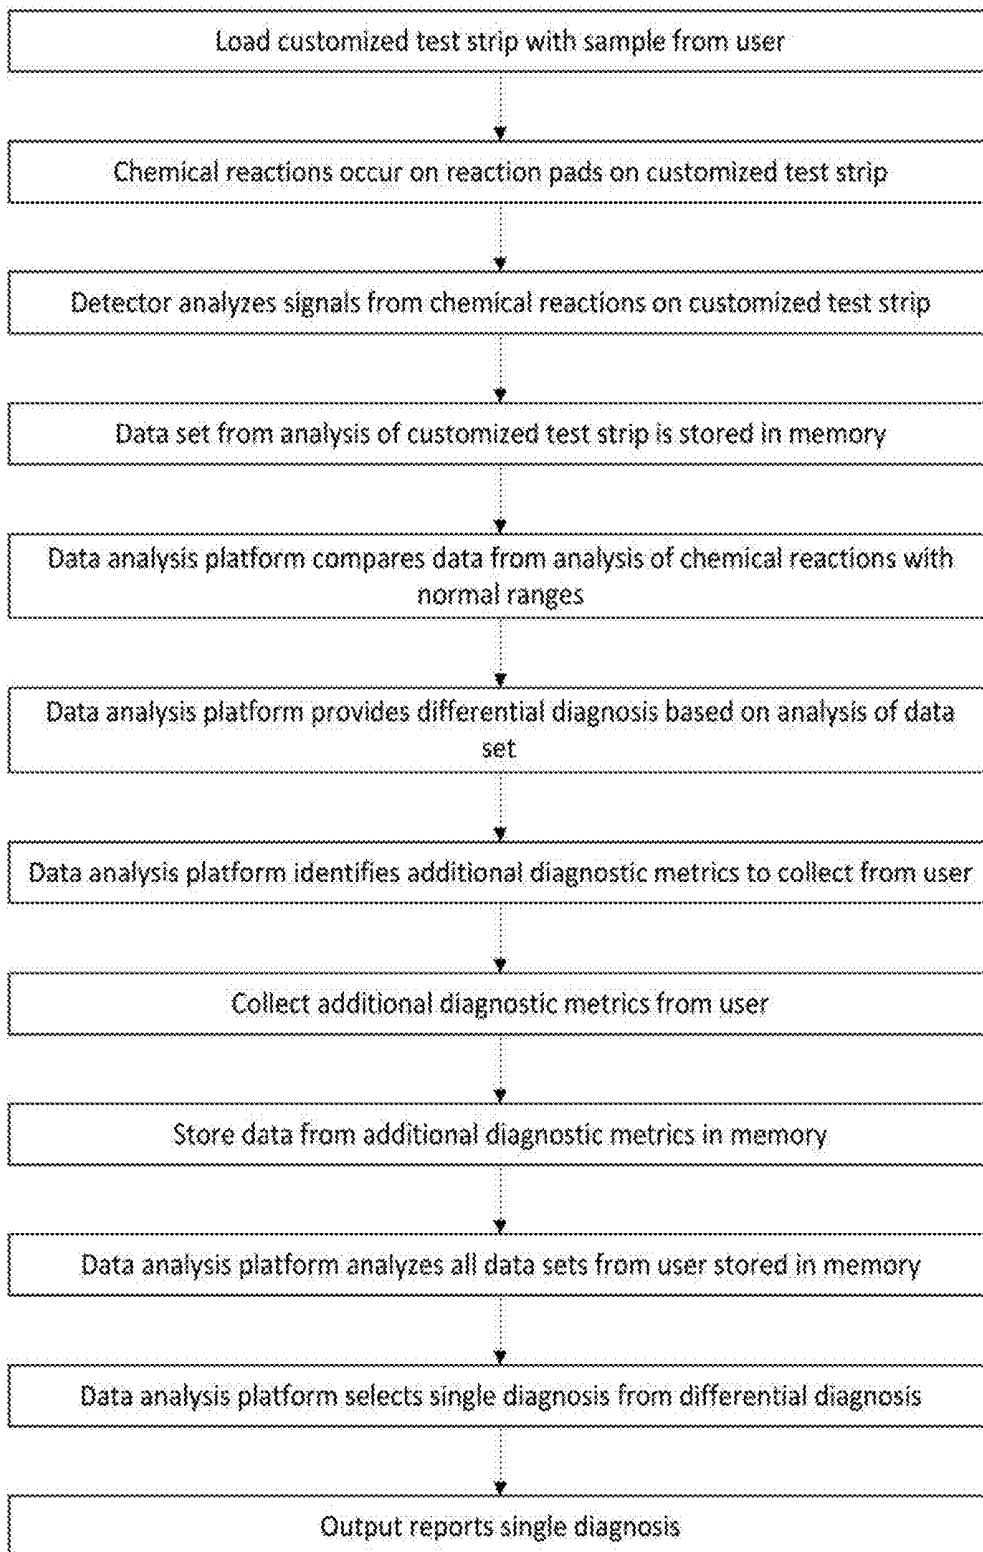 Load customized test strip with sample from user
Chemical reactions occur on reaction pads on customized test strip
Detector analyzes signals from chemical reactions on customized test strip
Data set from analysis of customized test strip is stored in memory
Data analysis platform compares data from analysis of chemical reactions with
normal ranges
Data analysis platform provides differential diagnosis based on analysis of data
set
Data analysis platform identifies additional diagnostic metrics to collect from user
Collect additional diagnostic metrics from user
Store data from additional diagnostic metrics in memory
Data analysis platform analyzes all data sets from user stored in memory
Data analysis platform selects single diagnosis from differential diagnosis
Output reports single diagnosis